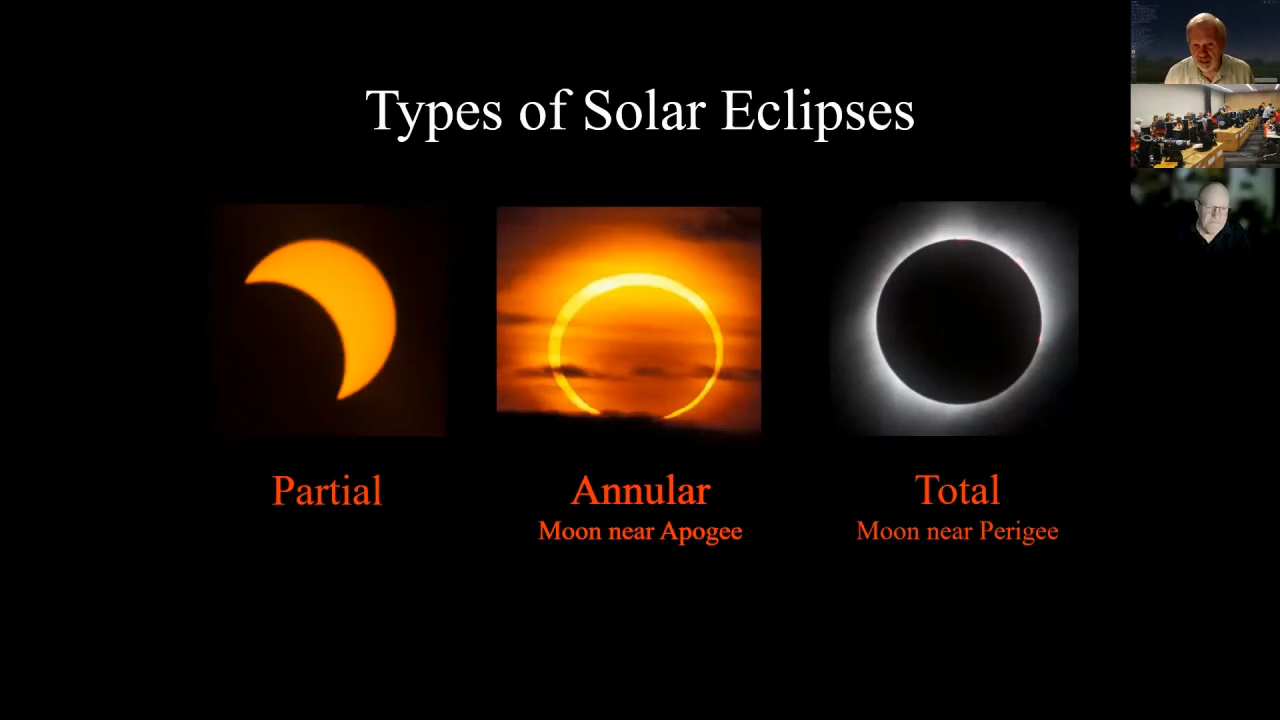 Types of Solar Eclipses
Partial
Annular
Moon near Apogee
Total
Moon near Perigee